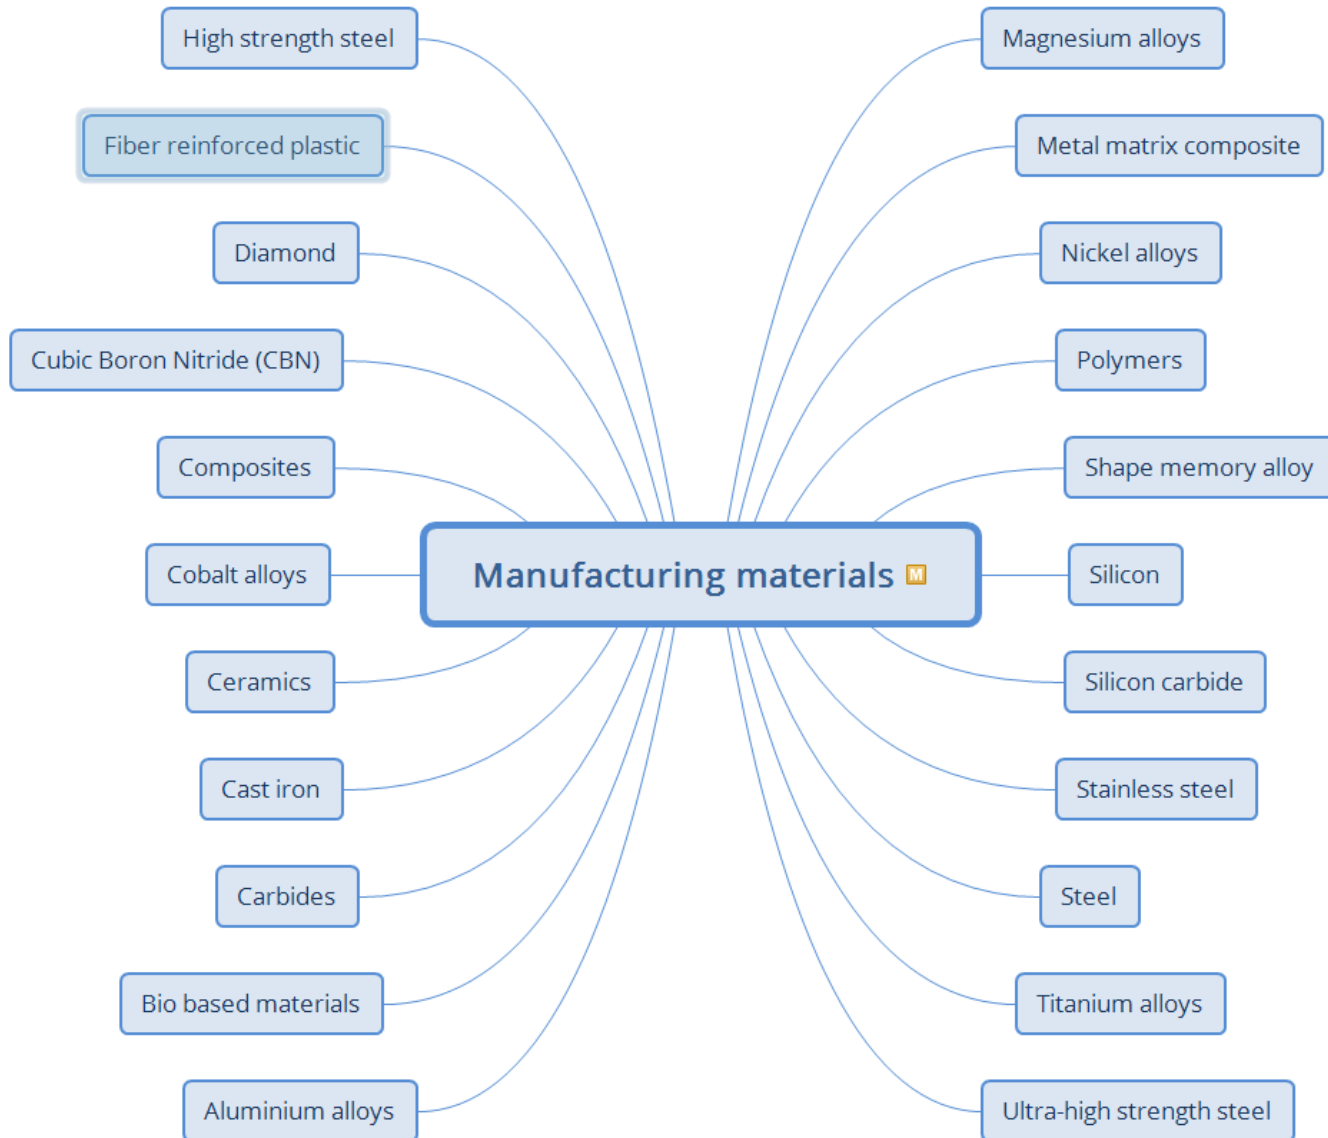 High strength steel
Fiber reinforced plastic
Diamond
Cubic Boron Nitride (CBN)
Composites
Cobalt alloys
Ceramics
Cast iron
Carbides
Bio based materials
Aluminium alloys
Manufacturing materials M
Magnesium alloys
Metal matrix composite
Nickel alloys
Polymers
Shape memory alloy
Silicon
Silicon carbide
Stainless steel
Steel
Titanium alloys
Ultra-high strength steel